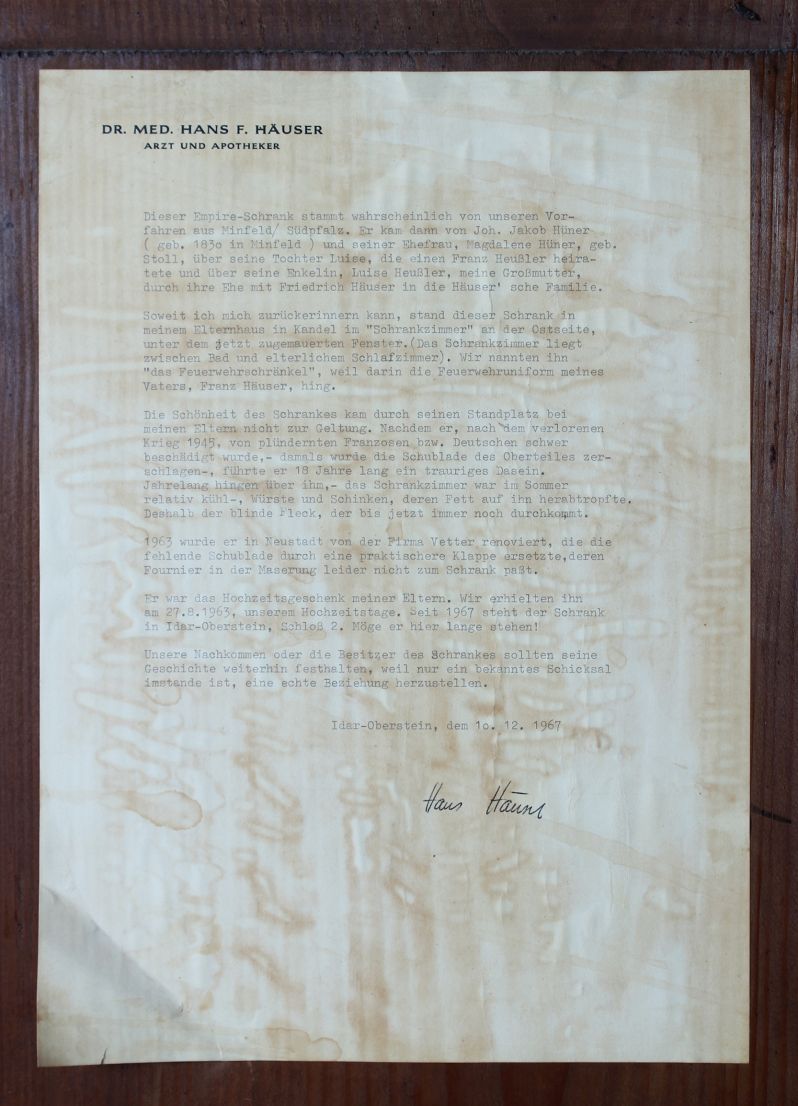 DR. MED. HANS F. HÄUSER
ARZT UND APOTHEKER
Dieser Empire-Schrank stammt wahrscheinlich von unseren Vor-
fahren aus Minfeld/ Südpfalz. Er kam dann von Joh. Jakob Hüner
( geb. 183o in Minfeld ) und seiner Ehefrau, Magdalene Hüner, geb.
Stoll, über seine Tochter Luise, die einen Franz Heußler heira-
tete und über seine Enkelin, Luise Heußler, meine Großmutter,
durch ihre Ehe mit Friedrich Häuser in die Häuser' sche Familie.
Soweit ich mich zurückerinnern kann, stand dieser Schrank in
meinem Elternhaus in Kandel im "Schrankzimmer" an der Ostseite,
unter dem jetzt zugemauerten Fenster.(Das Schrankzimmer liegt
zwischen Bad und elterlichem Schlafzimmer). Wir nannten ihn
"das Feuerwehrschränkel", weil darin die Feuerwehruniform meines
Vaters, Franz Häuser, hing.
Die Schönheit des Schrankes kam durch seinen Standplatz bei
meinen Eltern nicht zur Geltung. Nachdem er, nach dem verlorenen
Krieg 1945, von plündernten Franzosen bzw. Deutschen schwer
beschädigt wurde,- damals wurde die Schublade des Oberteiles zer-
schlagen-, führte er 18 Jahre lang ein trauriges Dasein.
Jahrelang hingen über ihm,- das Schrankzimmer war im Sommer
relativ kühl-, Würste und Schinken, deren Fett auf ihn herabtropfte.
Deshalb der blinde Fleck, der bis jetzt immer noch durchkommt.
1963 wurde er in Neustadt von der Firma Vetter renoviert, die die
fehlende Schublade durch eine praktischere Klappe ersetzte,deren
Fournier in der Maserung leider nicht zum Schrank paßt.
Er war das Hochzeitsgeschenk meiner Eltern. Wir erhielten ihn
am 27.8.1963, unserem Hochzeitstage. Seit 1967 steht der Schrank
in Idar-Oberstein, Schloß 2. Möge er hier lange stehen!
Unsere Nachkommen oder die Besitzer des Schrankes sollten seine
Geschichte weiterhin festhalten, weil nur ein bekanntes Schicksal
imstande ist, eine echte Beziehung herzustellen.
Idar-Oberstein, dem 1o. 12. 1967
Hans Häuser